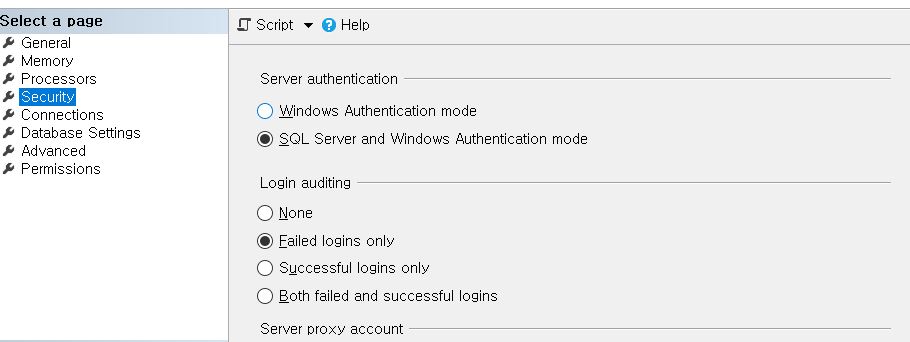 Select a page
General
Memory
Processors
Security
Connections
Database Settings
Advanced
Permissions
Script Help
Server authentication
Windows Authentication mode
SQL Server and Windows Authentication mode
Login auditing
None
Failed logins only
Successful logins only
Both failed and successful logins
Server proxy account